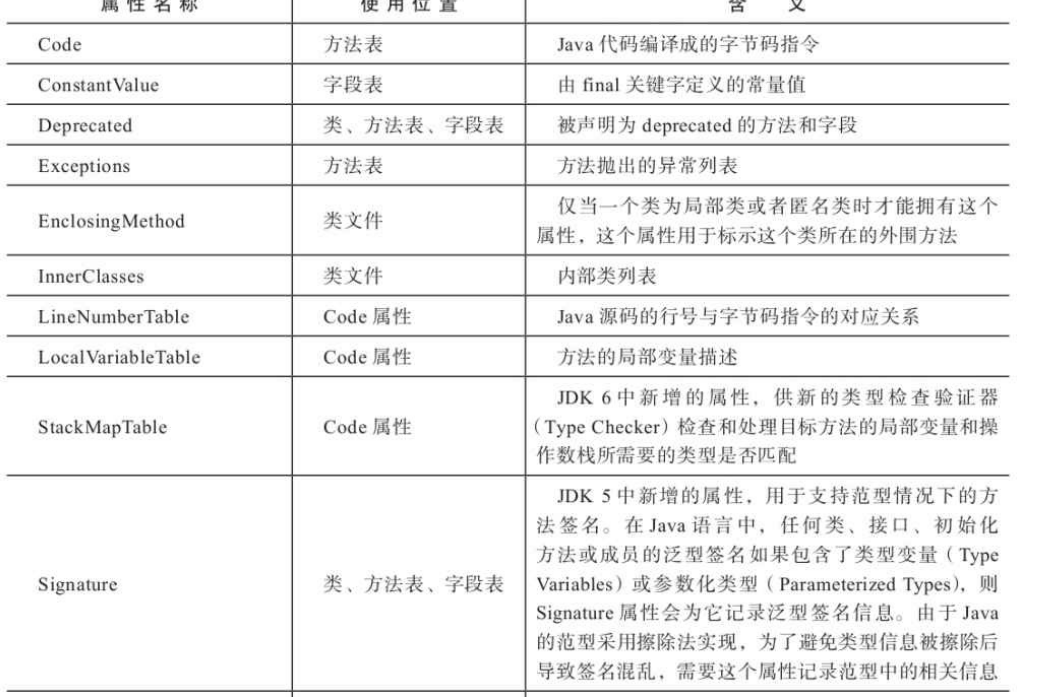 属性名称 使用位置 含 义
Code 方法表 Java 代码编译成的字节码指令
ConstantValue 字段表 由 final 关键字定义的常量值
Deprecated 类、方法表、字段表 被声明为 deprecated 的方法和字段
Exceptions 方法表 方法抛出的异常列表
EnclosingMethod 类文件 仅当一个类为局部类或者匿名类时才能拥有这个
属性，这个属性用于标示这个类所在的外围方法
InnerClasses 类文件 内部类列表
LineNumberTable Code 属性 Java 源码的行号与字节码指令的对应关系
LocalVariableTable Code 属性 方法的局部变量描述
StackMapTable Code 属性 JDK 6 中新增的属性，供新的类型检查验证器
（Type Checker）检查和处理目标方法的局部变量和操
作数栈所需要的类型是否匹配
Signature 类、方法表、字段表 JDK 5 中新增的属性，用于支持范型情况下的方
法签名。在 Java 语言中，任何类、接口、初始化
方法或成员的泛型签名如果包含了类型变量（Type
Variables）或参数化类型（Parameterized Types），则
Signature 属性会为它记录泛型签名信息。由于 Java
的范型采用擦除法实现，为了避免类型信息被擦除后
导致签名混乱，需要这个属性记录范型中的相关信息